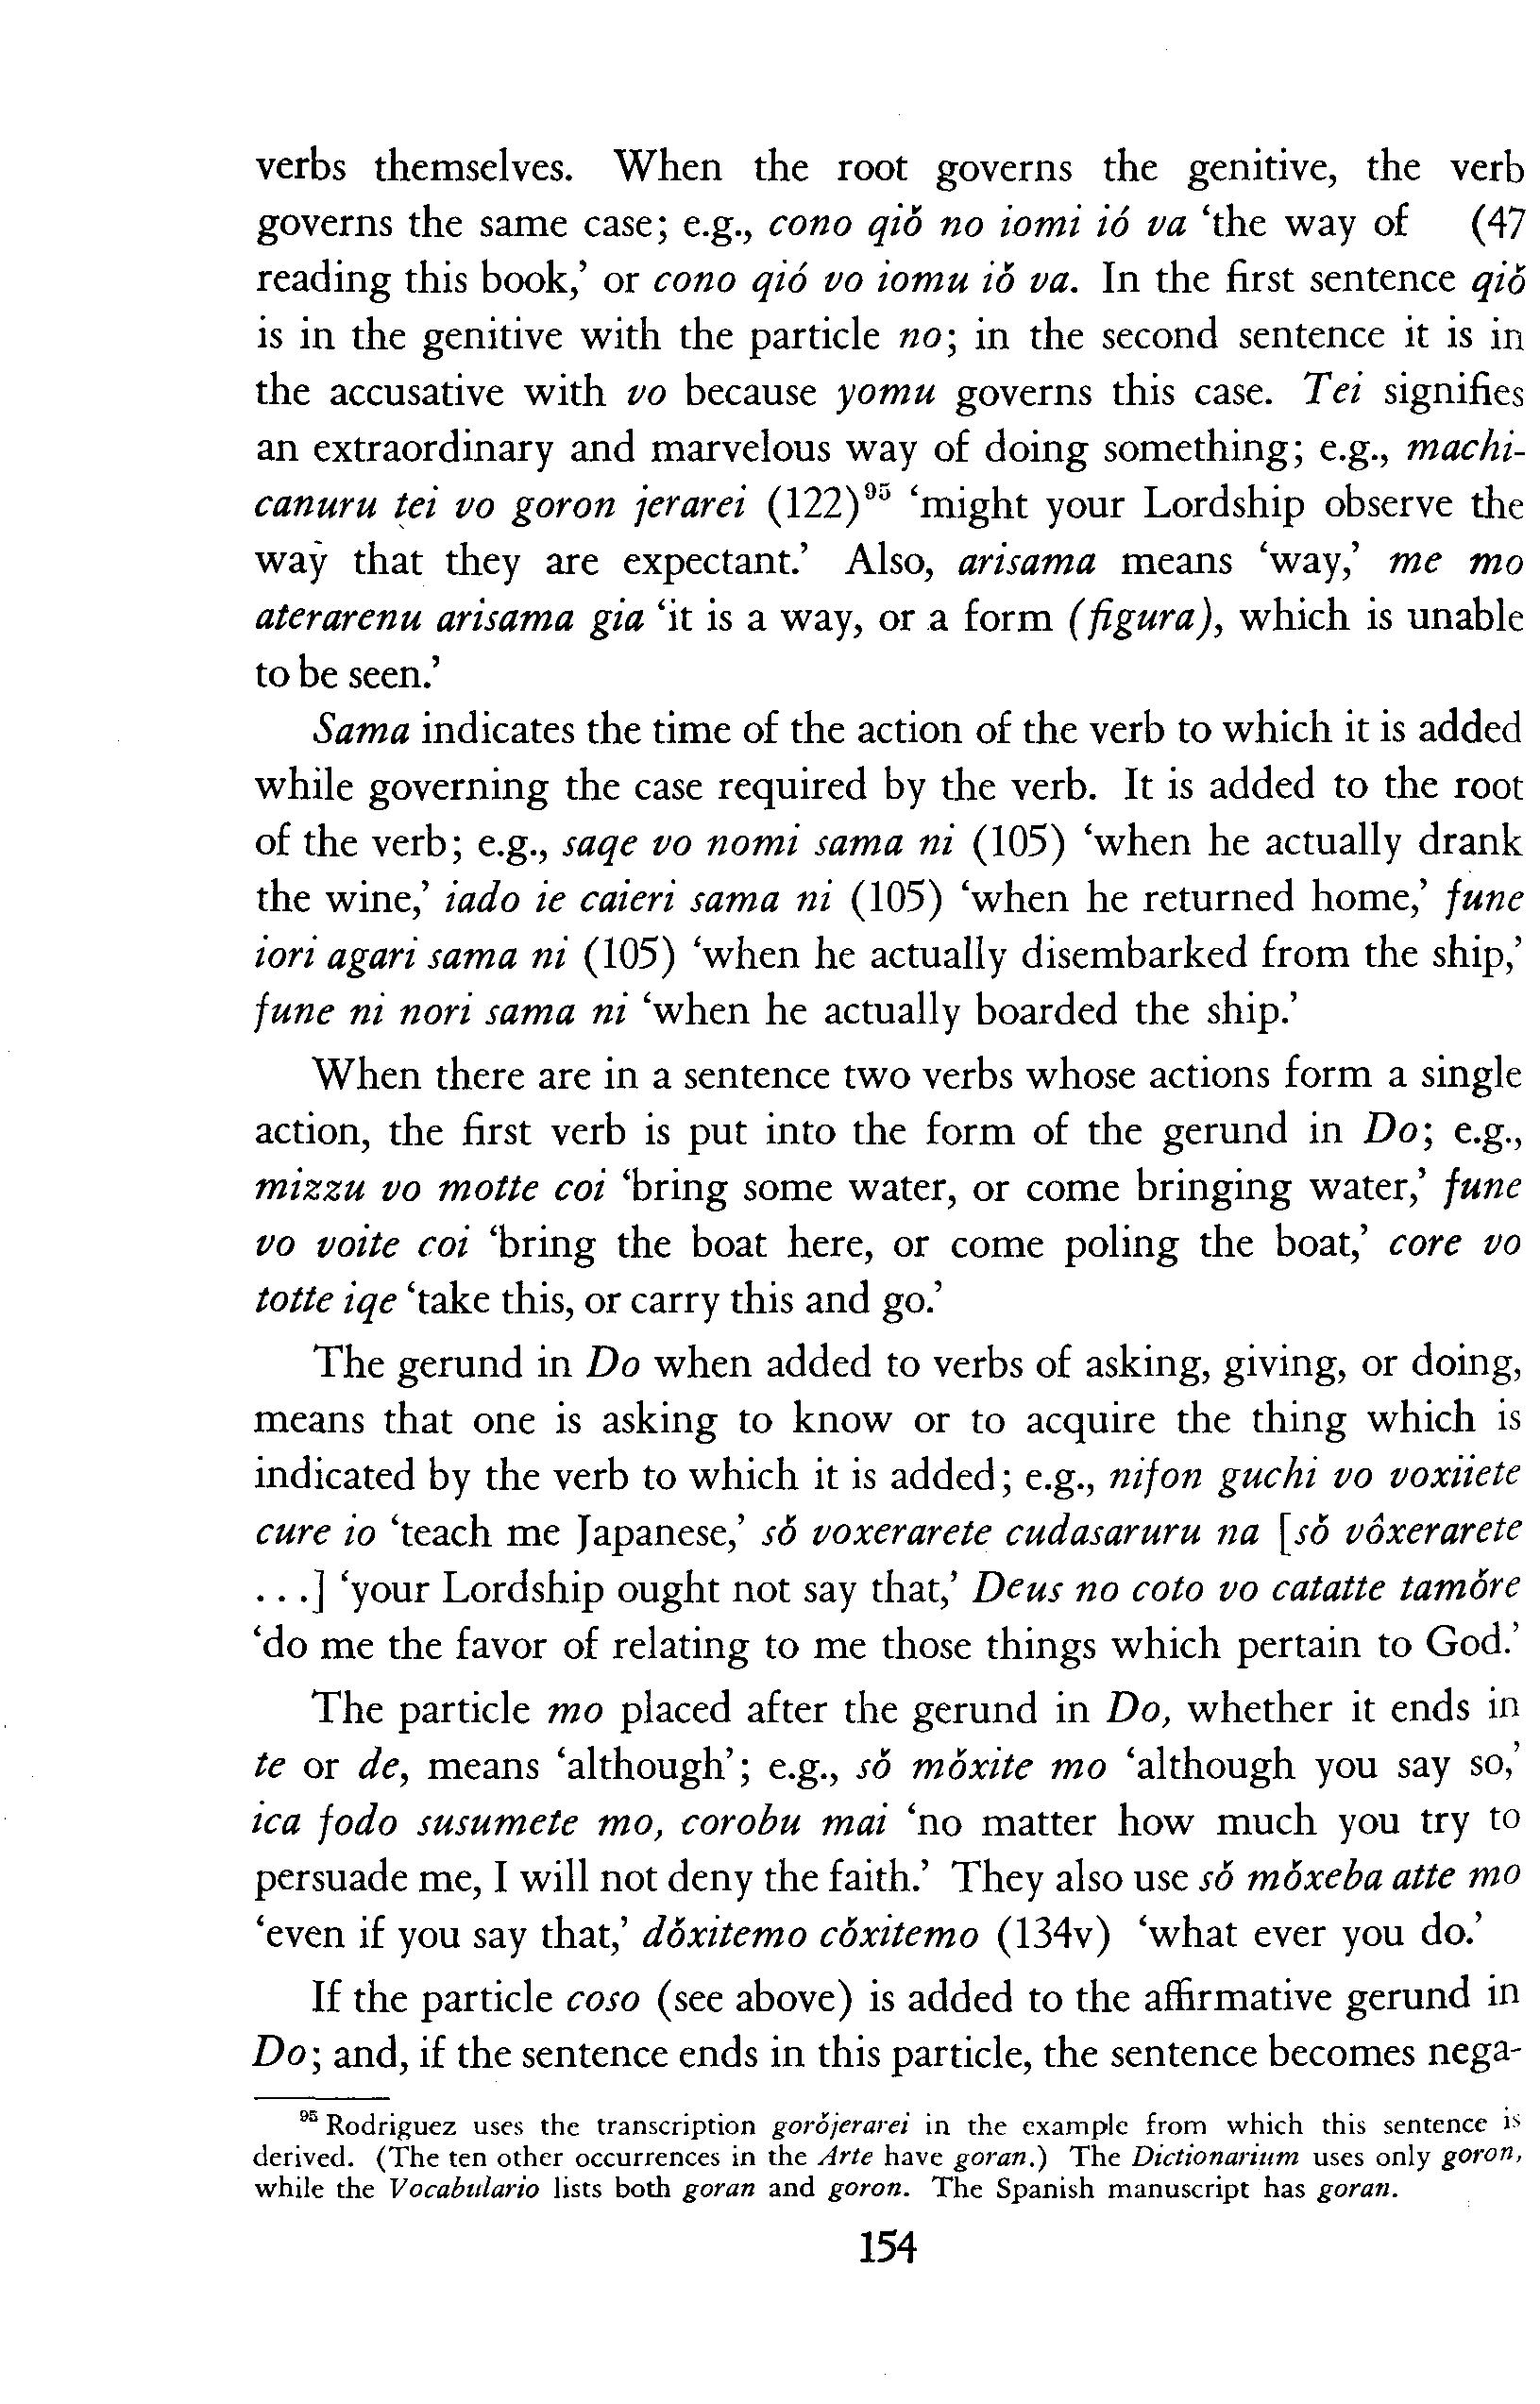 verbs themselves. When the root governs the genitive, the verb
governs the same case; e.g., cono qiǒ no iomi ió va ‘the way of (47
reading this book,’ or cono qió vo iomu iǒ va. In the first sentence qiǒ
is in the genitive with the particle no; in the second sentence it is in
the accusative with vo because yomu governs this case. Tei signifies
an extraordinary and marvelous way of doing something; e.g., machi-
canuru tei vo goron jerarei (122)⁹⁵ ‘might your Lordship observe the
way that they are expectant.’ Also, arisama means ‘way,’ me mo
aterarenu arisama gia ‘it is a way, or a form (figura), which is unable
to be seen.’
Sama indicates the time of the action of the verb to which it is added
while governing the case required by the verb. It is added to the root
of the verb; e.g., saqe vo nomi sama ni (105) ‘when he actually drank
the wine,’ iado ie caieri sama ni (105) ‘when he returned home,’ fune
iori agari sama ni (105) ‘when he actually disembarked from the ship,’
fune ni nori sama ni ‘when he actually boarded the ship.’
When there are in a sentence two verbs whose actions form a single
action, the first verb is put into the form of the gerund in Do; e.g.,
mizzu vo motte coi ‘bring some water, or come bringing water,’ fune
vo voite coi ‘bring the boat here, or come poling the boat,’ core vo
totte iqe ‘take this, or carry this and go.’
The gerund in Do when added to verbs of asking, giving, or doing,
means that one is asking to know or to acquire the thing which is
indicated by the verb to which it is added; e.g., nifon guchi vo voxiiete
cure io ‘teach me Japanese,’ sǒ voxerarete cudasaruru na [sǒ vôxerarete
. . .] ‘your Lordship ought not say that,’ Deus no coto vo catatte tamǒre
‘do me the favor of relating to me those things which pertain to God.’
The particle mo placed after the gerund in Do, whether it ends in
te or de, means ‘although’; e.g., sǒ mǒxite mo ‘although you say so,’
ica fodo susumete mo, corobu mai ‘no matter how much you try to
persuade me, I will not deny the faith.’ They also use sǒ mǒxeba atte mo
‘even if you say that,’ dǒxitemo cǒxitemo (134v) ‘what ever you do.’
If the particle coso (see above) is added to the affirmative gerund in
Do; and, if the sentence ends in this particle, the sentence becomes nega-
⁹⁵ Rodriguez uses the transcription gorǒjerarei in the example from which this sentence is
derived. (The ten other occurrences in the Arte have goran.) The Dictionarium uses only goron,
while the Vocabulario lists both goran and goron. The Spanish manuscript has goran.
154